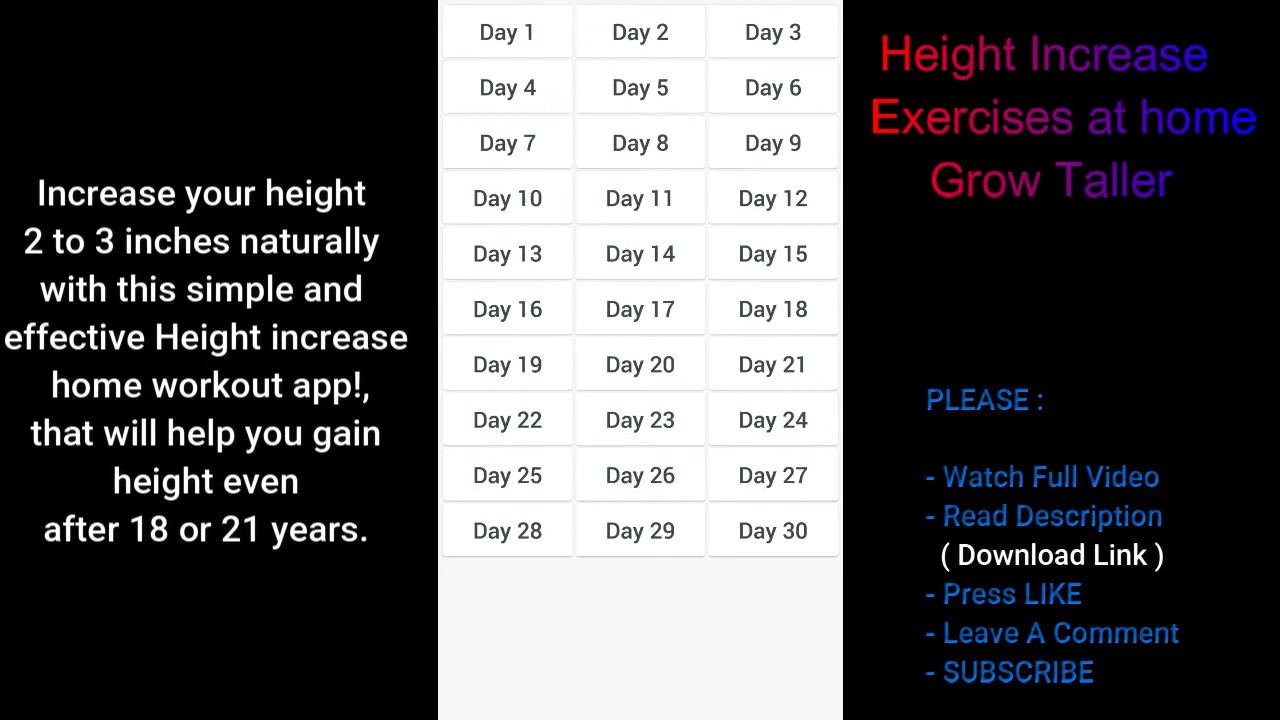 Increase your height
2 to 3 inches naturally
with this simple and
effective Height increase
home workout app!,
that will help you gain
height even
after 18 or 21 years.
Day 1 Day 2 Day 3
Day 4 Day 5 Day 6
Day 7 Day 8 Day 9
Day 10 Day 11 Day 12
Day 13 Day 14 Day 15
Day 16 Day 17 Day 18
Day 19 Day 20 Day 21
Day 22 Day 23 Day 24
Day 25 Day 26 Day 27
Day 28 Day 29 Day 30
Height Increase
Exercises at home
Grow Taller
PLEASE :
- Watch Full Video
- Read Description
( Download Link )
- Press LIKE
- Leave A Comment
- SUBSCRIBE